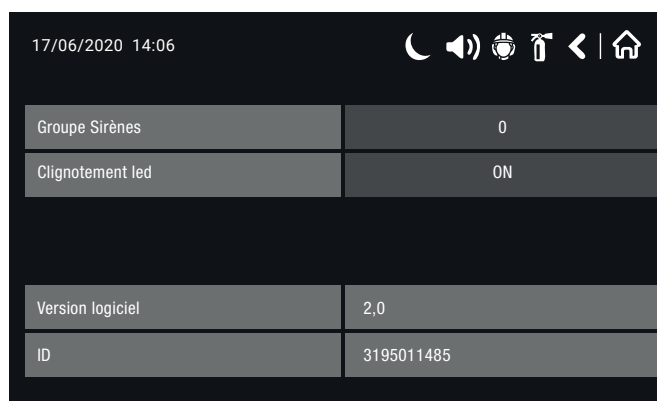 17/06/2020 14:06
Groupe Sirènes 0
Clignotement led ON
Version logiciel 2,0
ID 3195011485